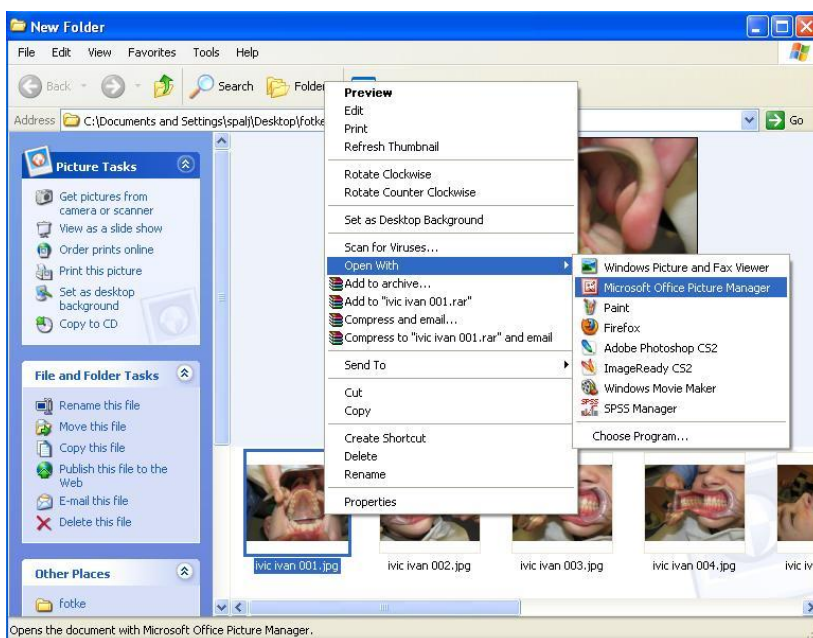 New Folder
File Edit View Favorites Tools Help
Back Search Folde
Address C:\Documents and Settings\spalj\Desktop\fotke Go
Picture Tasks
Get pictures from
camera or scanner
View as a slide show
Order prints online
Print this picture
Set as desktop
background
Copy to CD
File and Folder Tasks
Rename this file
Move this file
Copy this file
Publish this file to the
Web
E-mail this file
Delete this file
Other Places
fotke
Preview
Edit
Print
Refresh Thumbnail
Rotate Clockwise
Rotate Counter Clockwise
Set as Desktop Background
Scan for Viruses...
Open With
Add to archive...
Add to "ivic ivan 001.rar"
Compress and email...
Compress to "ivic ivan 001.rar" and email
Send To
Cut
Copy
Create Shortcut
Delete
Rename
Properties
Windows Picture and Fax Viewer
Microsoft Office Picture Manager
Paint
Firefox
Adobe Photoshop CS2
ImageReady CS2
Windows Movie Maker
SPSS Manager
Choose Program...
ivic ivan 001.jpg ivic ivan 002.jpg ivic ivan 003.jpg ivic ivan 004.jpg ivic iv
Opens the document with Microsoft Office Picture Manager.